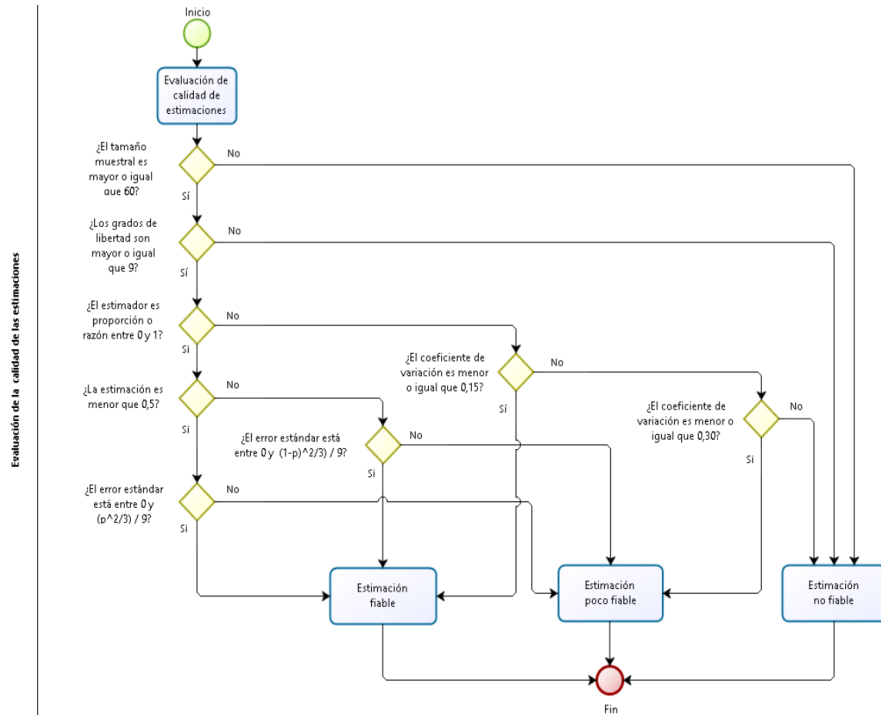 Evaluación de la calidad de las estimaciones
Inicio
Evaluación de
calidad de
estimaciones
¿El tamaño
muestral es
mayor o igual
que 60?
No
Sí
¿Los grados de
libertad son
mayor o igual
que 9?
No
Sí
¿El estimador es
proporción o
razón entre 0 y 1?
No
Si
¿El coeficiente de
variación es menor
o igual que 0,15?
No
Sí
¿La estimación es
menor que 0,5?
No
Si
¿El coeficiente de
variación es menor o
igual que 0,30?
No
Si
¿El error estándar está
entre 0 y (1-p)^2/3) / 9?
No
Si
¿El error estándar
está entre 0 y
(p^2/3) / 9?
No
Si
Estimación
fiable
Estimación
poco fiable
Estimación
no fiable
Fin